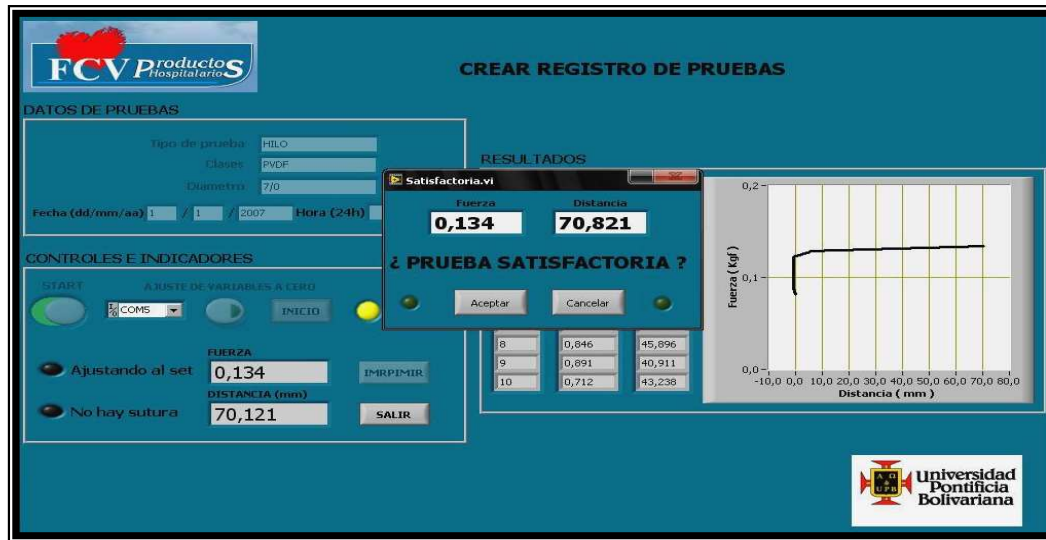 FCV ProductoS
Hospitalarios
CREAR REGISTRO DE PRUEBAS
DATOS DE PRUEBAS
Tipo de prueba HILO
Clases PVDF
Diametro 7/0
Fecha (dd/mm/aa) 1 / 1 / 2007 Hora (24h)
CONTROLES E INDICADORES
START AJUSTE DE VARIABLES A CERO
COM5 INICIO
Ajustando al set
FUERZA
0,134
IMRPIMIR
No hay sutura
DISTANCIA (mm)
70,121
SALIR
RESULTADOS
Satisfactoria.vi
Fuerza Distancia
0,134 70,821
¿ PRUEBA SATISFACTORIA ?
Aceptar Cancelar
8 0,846 45,896
9 0,891 40,911
10 0,712 43,238
Fuerza ( Kgf )
0,2
0,1
0,0
-10,0 0,0 10,0 20,0 30,0 40,0 50,0 60,0 70,0 80,0
Distancia ( mm )
A Ω
UPB
Universidad
Pontificia
Bolivariana